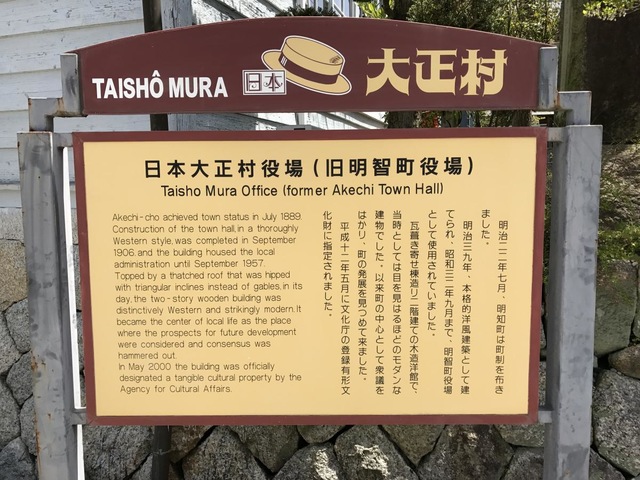 TAISHÔ MURA
日本
大正村
日本大正村役場（旧明智町役場）
Taisho Mura Office (former Akechi Town Hall)
Akechi-cho achieved town status in July 1889.
Construction of the town hall, in a thoroughly
Western style, was completed in September
1906. and the building housed the local
administration until September 1957.
Topped by a thatched roof that was hipped
with triangular inclines instead of gables, in its
day, the two-story wooden building was
distinctively Western and strikingly modern. It
became the center of local life as the place
where the prospects for future development
were considered and consensus was
hammered out.
In May 2000 the building was officially
designated a tangible cultural property by the
Agency for Cultural Affairs.
明治二二年七月、明知町は町制を布き
ました。
明治三九年、本格的洋風建築として建
てられ、昭和三二年九月まで、明智町役場
として使用されていました。
瓦葺き寄せ棟造り二階建ての木造洋館で、
当時としては目を見はるほどのモダンな
建物でした。以来町の中心として衆議を
はかり、町の発展を見つめて来ました。
平成十二年五月に文化庁の登録有形文
化財に指定されました。